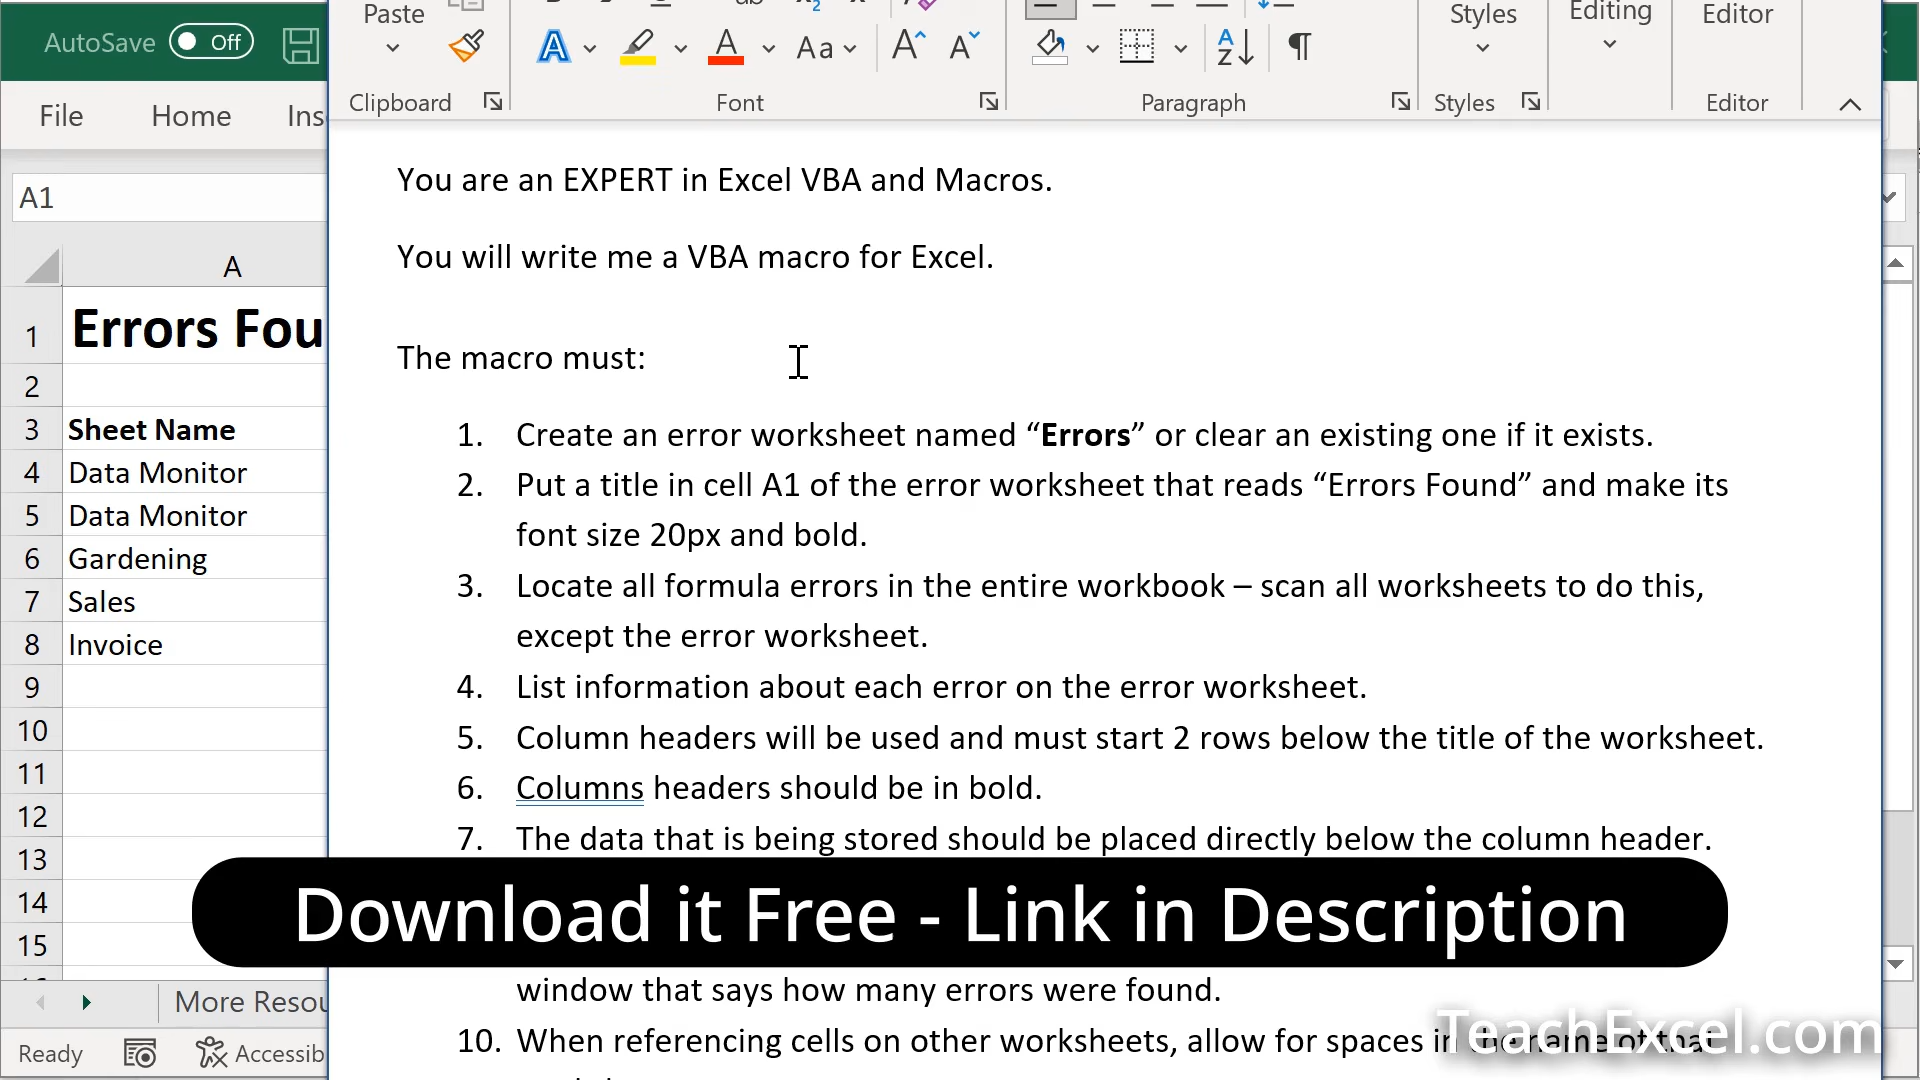 AutoSave Off
File Home Ins
A1
A
1 Errors Fou
2
3 Sheet Name
4 Data Monitor
5 Data Monitor
6 Gardening
7 Sales
8 Invoice
9
10
11
12
13
14
15
More Resou
Ready Accessib
Paste
Styles Editing Editor
A A Aa A A A Z ¶
Clipboard Font Paragraph Styles Editor
You are an EXPERT in Excel VBA and Macros.
You will write me a VBA macro for Excel.
The macro must:
1. Create an error worksheet named “Errors” or clear an existing one if it exists.
2. Put a title in cell A1 of the error worksheet that reads “Errors Found” and make its
font size 20px and bold.
3. Locate all formula errors in the entire workbook – scan all worksheets to do this,
except the error worksheet.
4. List information about each error on the error worksheet.
5. Column headers will be used and must start 2 rows below the title of the worksheet.
6. Columns headers should be in bold.
7. The data that is being stored should be placed directly below the column header.
Download it Free - Link in Description
window that says how many errors were found.
10. When referencing cells on other worksheets, allow for spaces in the name of that
TeachExcel.com